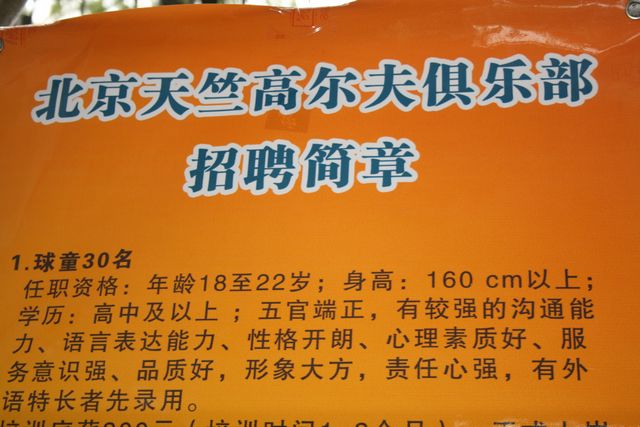 北京天竺高尔夫俱乐部
招聘简章
1.球童30名
任职资格：年龄18至22岁；身高：160 cm以上；
学历：高中及以上 ；五官端正，有较强的沟通能
力、语言表达能力、性格开朗、心理素质好、服
务意识强、品质好，形象大方，责任心强，有外
语特长者先录用。